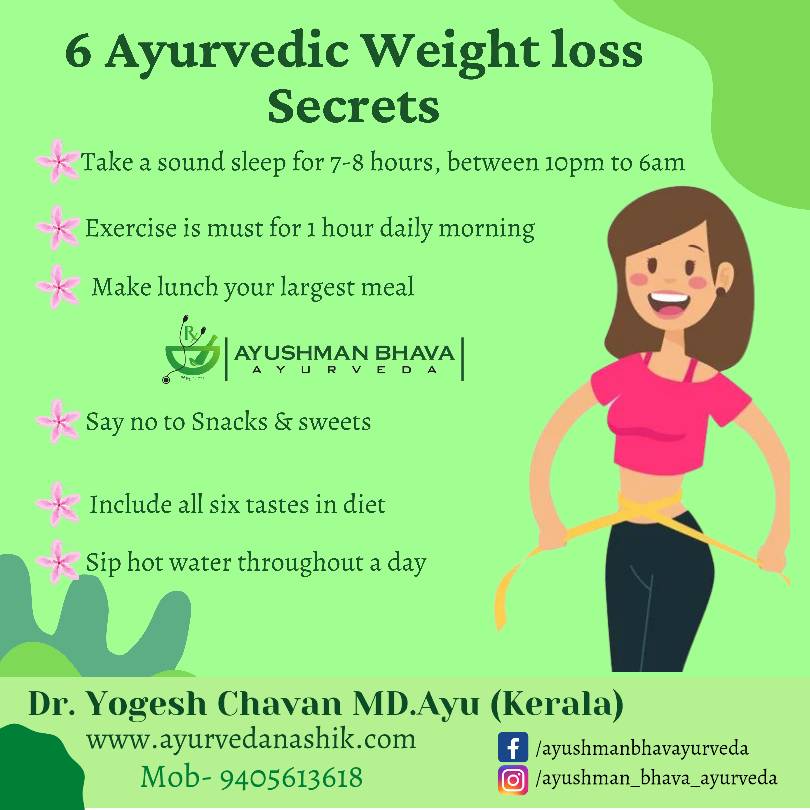 6 Ayurvedic Weight loss
Secrets
Take a sound sleep for 7-8 hours, between 10pm to 6am
Exercise is must for 1 hour daily morning
Make lunch your largest meal
Rx
AYUSHMAN BHAVA
AYURVEDA
Say no to Snacks & sweets
Include all six tastes in diet
Sip hot water throughout a day
Dr. Yogesh Chavan MD.Ayu (Kerala)
www.ayurvedanashik.com
Mob- 9405613618
/ayushmanbhavayurveda
/ayushman_bhava_ayurveda